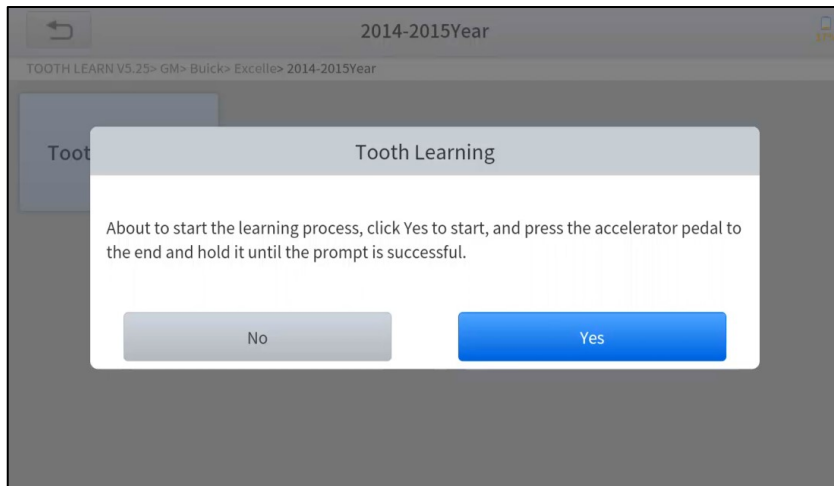 2014-2015Year
TOOTH LEARN V5.25> GM> Buick> Excelle> 2014-2015Year
Toot
Tooth Learning
About to start the learning process, click Yes to start, and press the accelerator pedal to
the end and hold it until the prompt is successful.
No
Yes